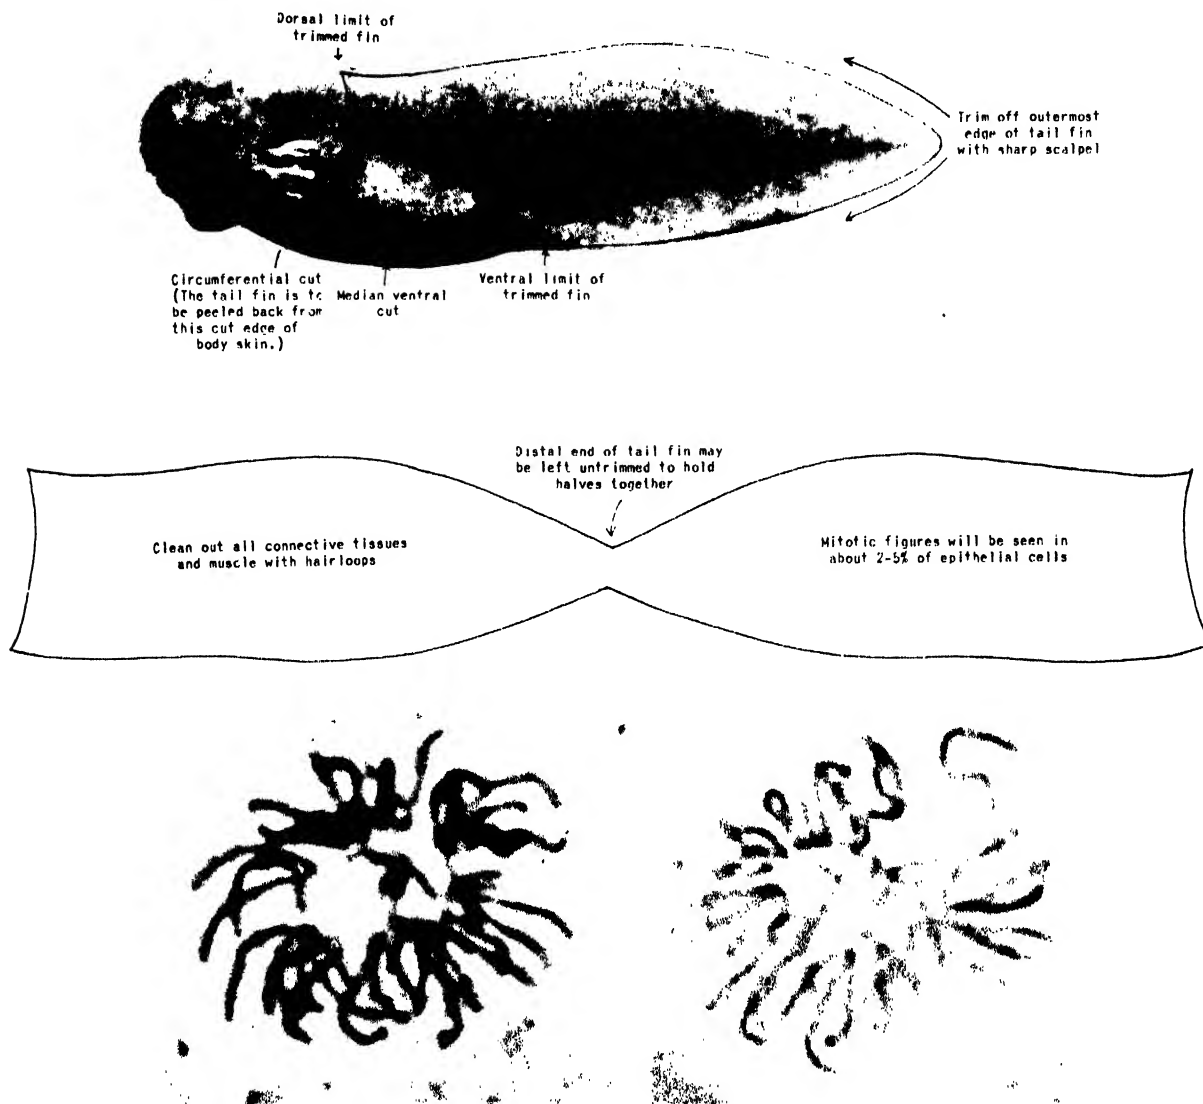 Dorsal limit of
trimmed fin
Trim off outermost
edge of tail fin
with sharp scalpel
Circumferential cut
(The tail fin is to
be peeled back from
this cut edge of
body skin.)
Median ventral
cut
Ventral limit of
trimmed fin
Distal end of tail fin may
be left untrimmed to hold
halves together
Clean out all connective tissues
and muscle with hairloops
Mitotic figures will be seen in
about 2-5% of epithelial cells